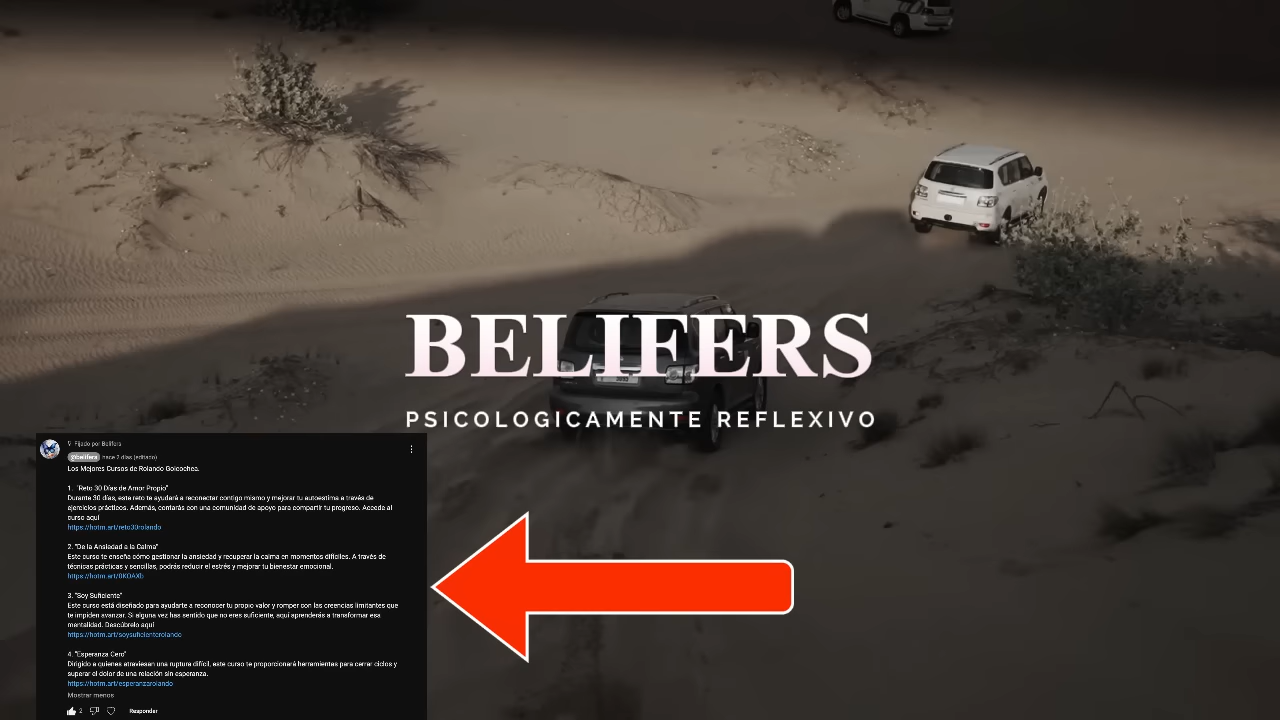 BELIFERS
PSICOLOGICAMENTE REFLEXIVO
Fijado por Belifers
@belifers hace 2 días (editado)
Los Mejores Cursos de Rolando Goicochea.
1. "Reto 30 Días de Amor Propio"
Durante 30 días, este reto te ayudará a reconectar contigo mismo y mejorar tu autoestima a través de
ejercicios prácticos. Además, contarás con una comunidad de apoyo para compartir tu progreso. Accede al
curso aquí
https://hotm.art/reto30rolando
2. "De la Ansiedad a la Calma"
Este curso te enseña cómo gestionar la ansiedad y recuperar la calma en momentos difíciles. A través de
técnicas prácticas y sencillas, podrás reducir el estrés y mejorar tu bienestar emocional.
https://hotm.art/0KOAXb
3. "Soy Suficiente"
Este curso está diseñado para ayudarte a reconocer tu propio valor y romper con las creencias limitantes que
te impiden avanzar. Si alguna vez has sentido que no eres suficiente, aquí aprenderás a transformar esa
mentalidad. Descúbrelo aquí
https://hotm.art/soysuficienterolando
4. "Esperanza Cero"
Dirigido a quienes atraviesan una ruptura difícil, este curso te proporcionará herramientas para cerrar ciclos y
superar el dolor de una relación sin esperanza.
https://hotm.art/esperanzarolando
Mostrar menos
2 Responder